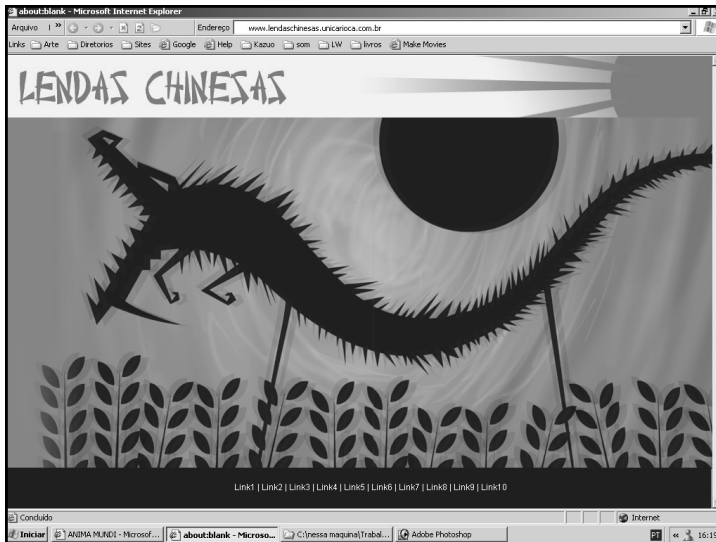 about:blank - Microsoft Internet Explorer
Arquivo » Endereço www.lendaschinesas.unicarioca.com.br
Links Arte Diretorios Sites Google Help Kazuo som LW livros Make Movies
LENDAS CHINESAS
Link1 | Link2 | Link3 | Link4 | Link5 | Link6 | Link7 | Link8 | Link9 | Link10
Concluído Internet
Iniciar ANIMA MUNDI - Microsof... about:blank - Microso... C:\nessa maquina\Trabal... Adobe Photoshop PT « 16:19